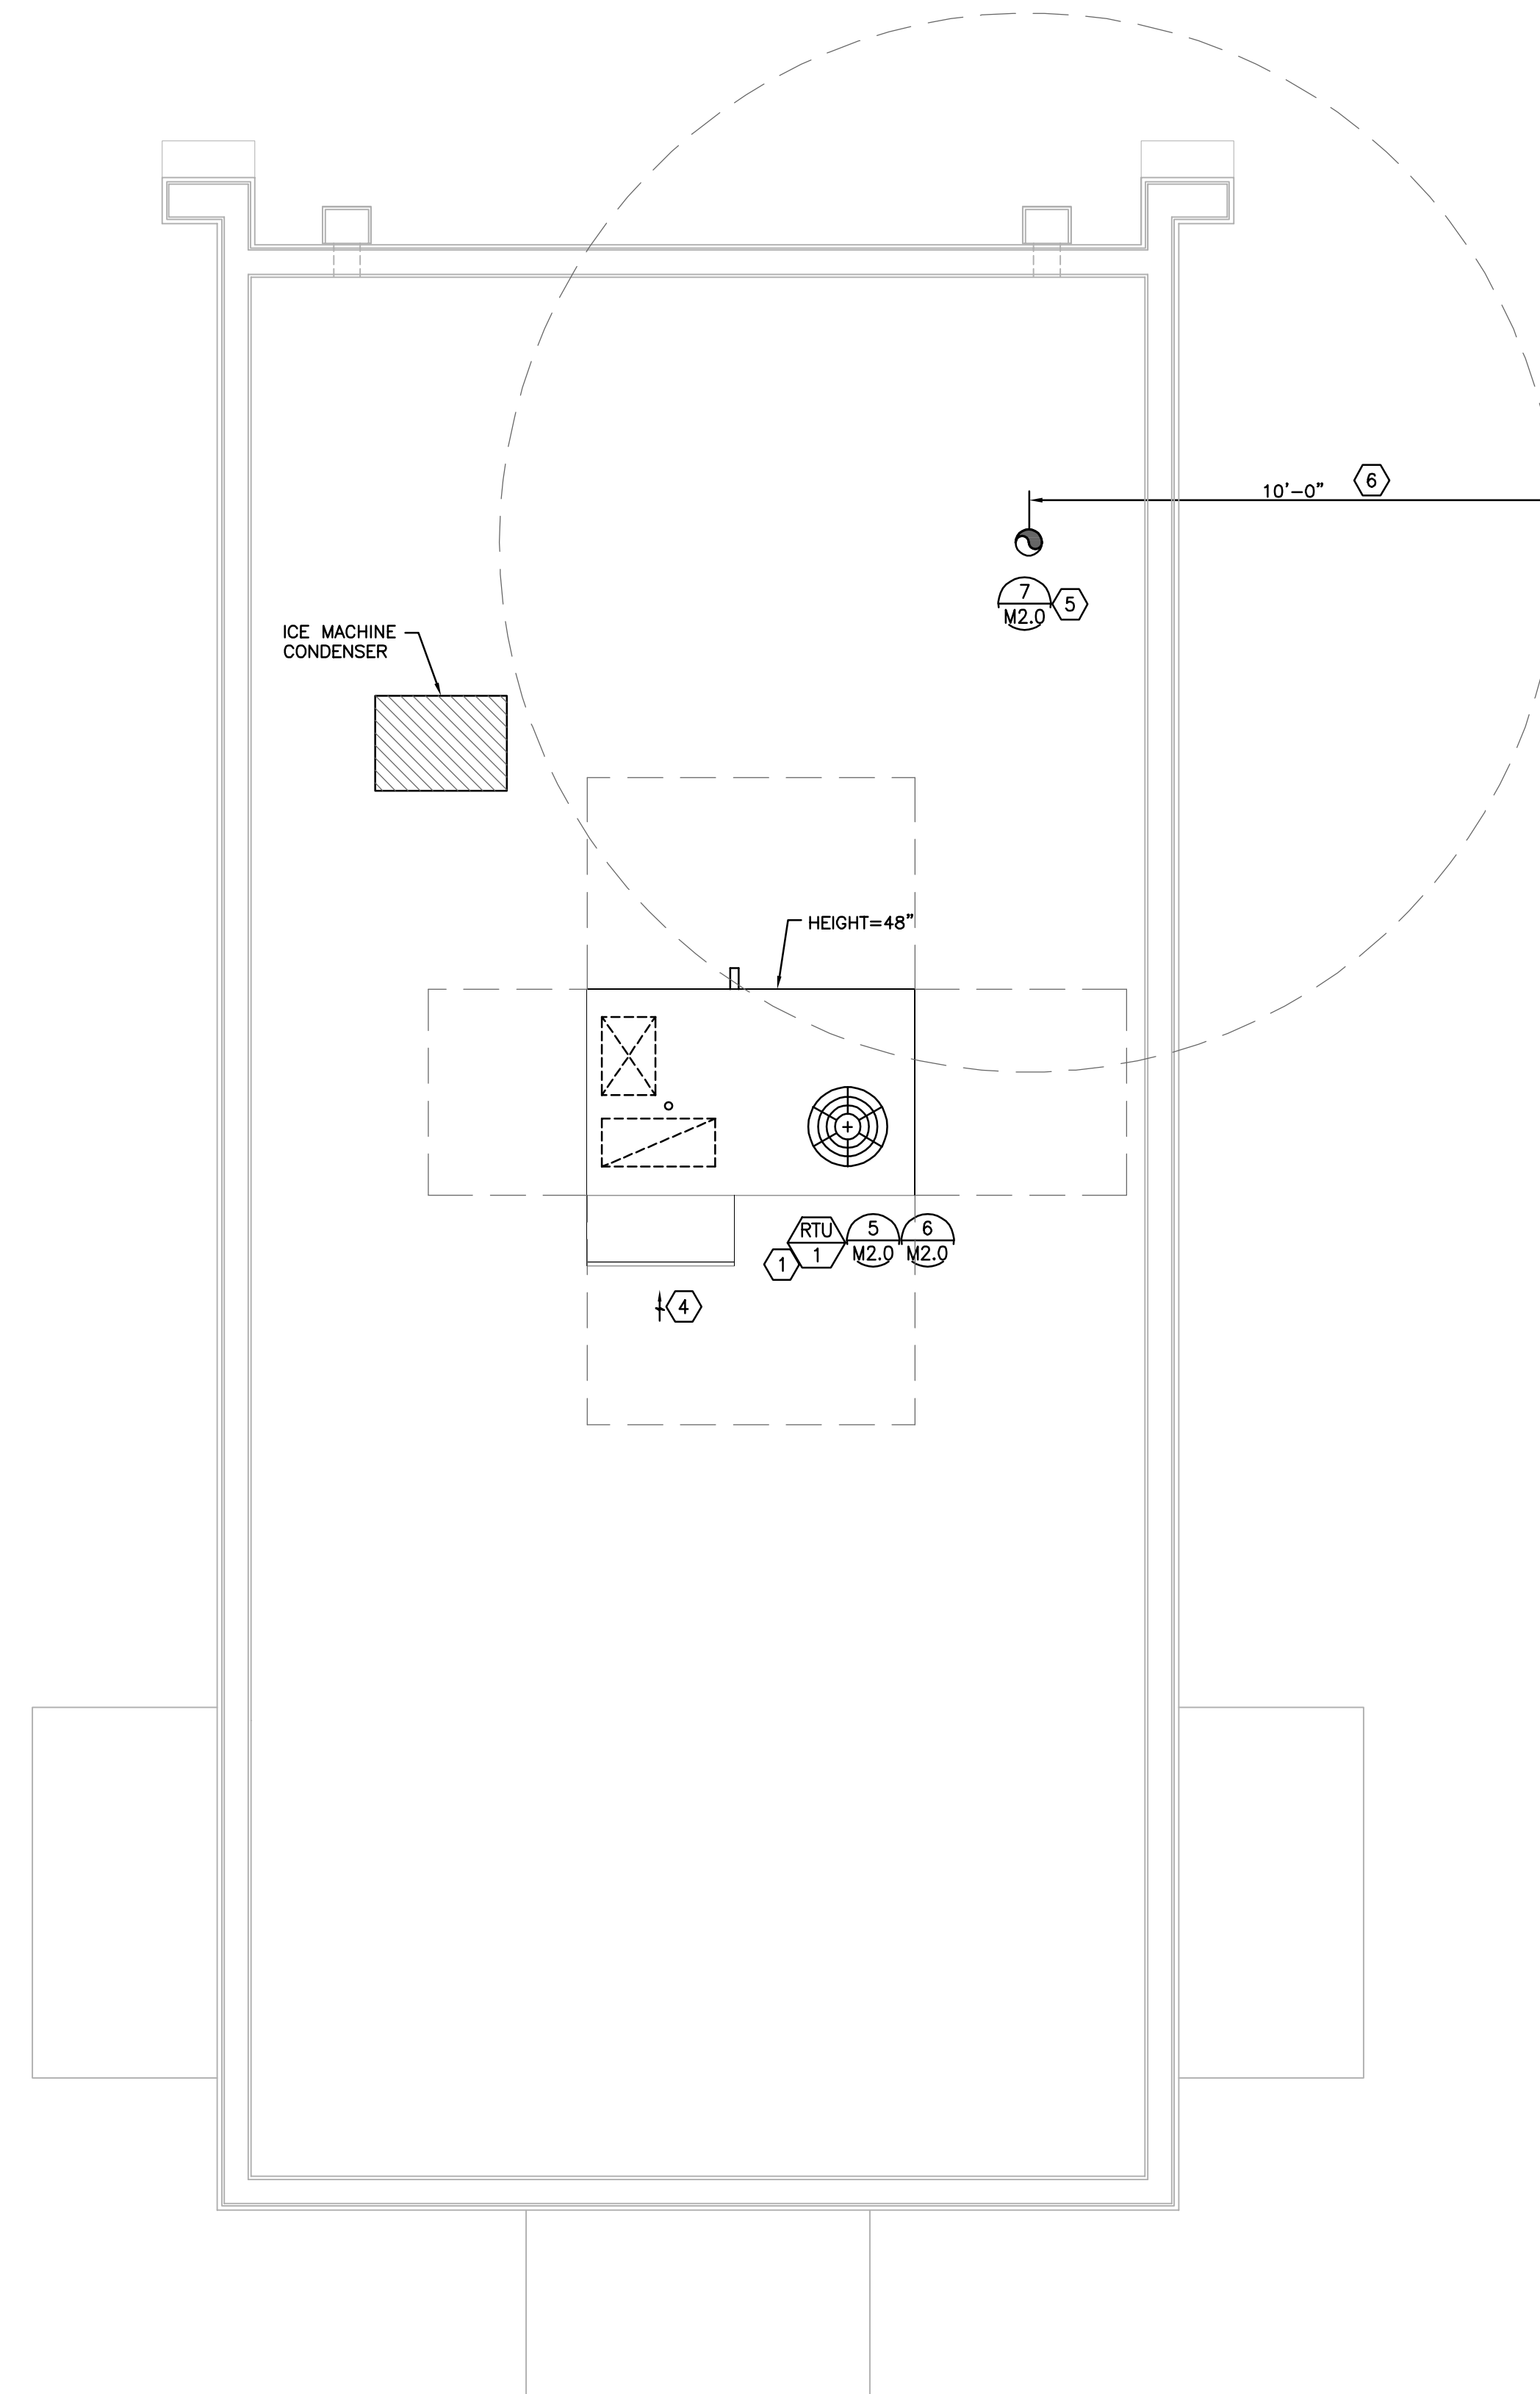 10'-0"
6
7
M2.0
5
ICE MACHINE
CONDENSER
HEIGHT=48"
RTU
1
5
M2.0
6
M2.0
1
4